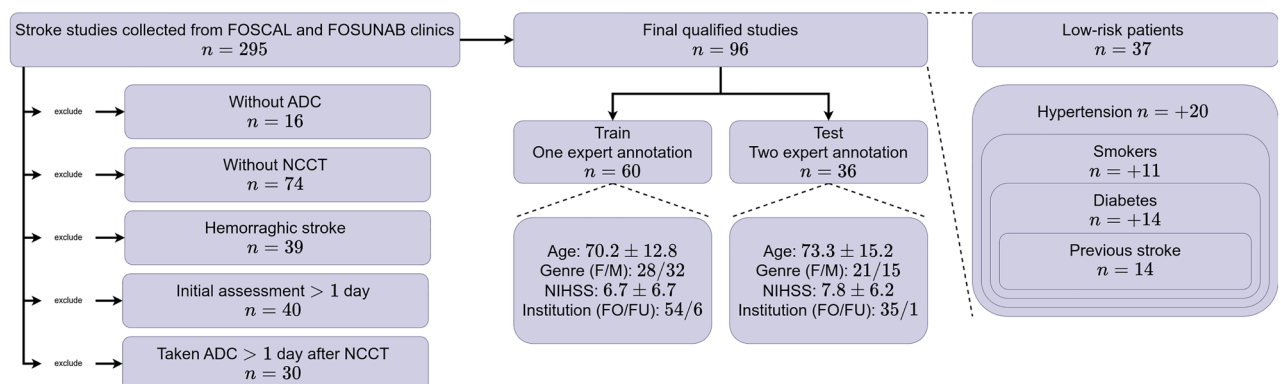 Stroke studies collected from FOSCAL and FOSUNAB clinics
n = 295
exclude
Without ADC
n = 16
exclude
Without NCCT
n = 74
exclude
Hemorraghic stroke
n = 39
exclude
Initial assessment > 1 day
n = 40
exclude
Taken ADC > 1 day after NCCT
n = 30
Final qualified studies
n = 96
Train
One expert annotation
n = 60
Test
Two expert annotation
n = 36
Age: 70.2 ± 12.8
Genre (F/M): 28/32
NIHSS: 6.7 ± 6.7
Institution (FO/FU): 54/6
Age: 73.3 ± 15.2
Genre (F/M): 21/15
NIHSS: 7.8 ± 6.2
Institution (FO/FU): 35/1
Low-risk patients
n = 37
Hypertension n = +20
Smokers
n = +11
Diabetes
n = +14
Previous stroke
n = 14